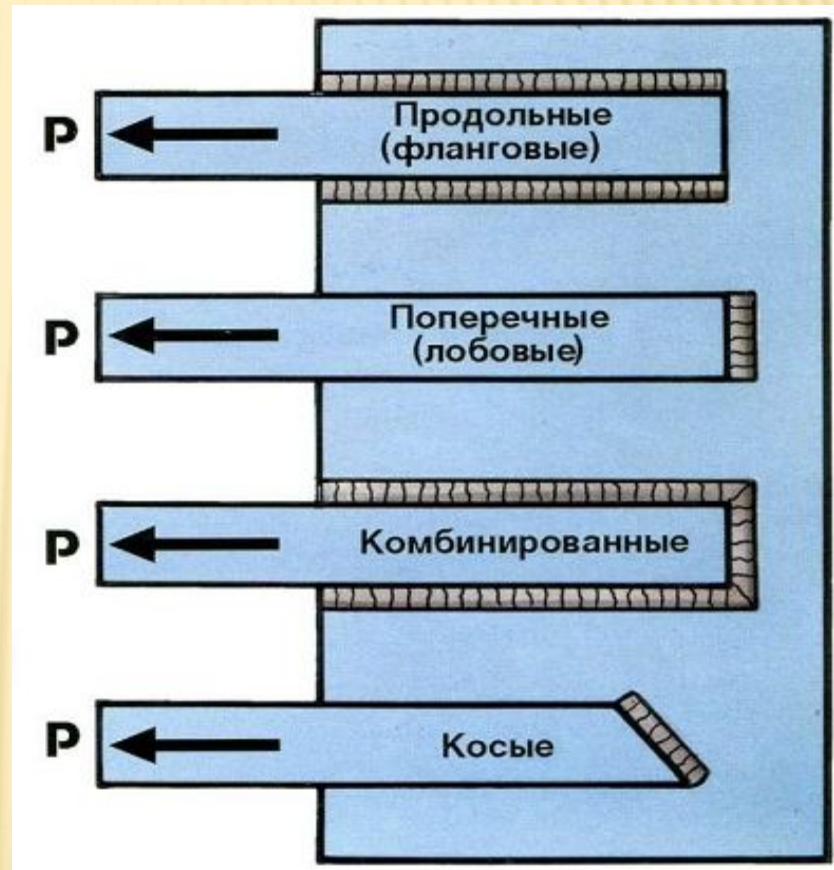 P
Продольные
(фланговые)
P
Поперечные
(лобовые)
P
Комбинированные
P
Косые